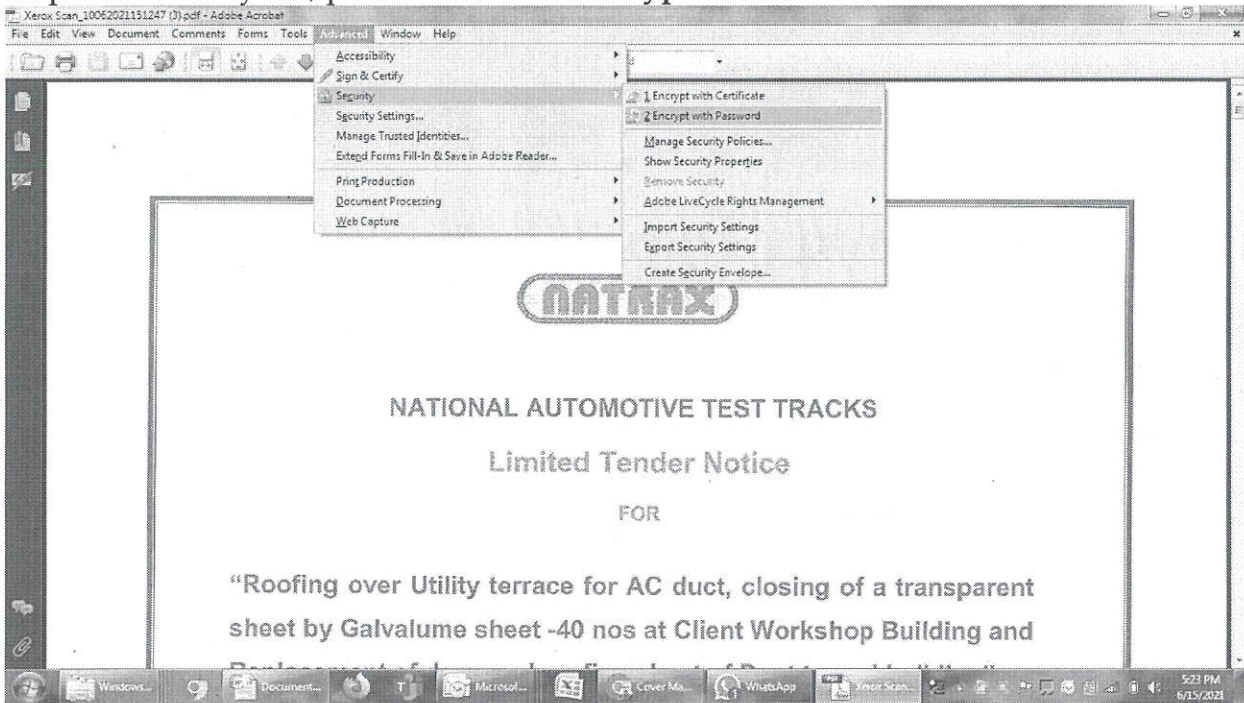 Xerox Scan_10062021151247 (3).pdf - Adobe Acrobat
File Edit View Document Comments Forms Tools Advanced Window Help
Accessibility
Sign & Certify
Security
Security Settings...
Manage Trusted Identities...
Extend Forms Fill-In & Save in Adobe Reader...
Print Production
Document Processing
Web Capture
1 Encrypt with Certificate
2 Encrypt with Password
Manage Security Policies...
Show Security Properties
Remove Security
Adobe LiveCycle Rights Management
Import Security Settings
Export Security Settings
Create Security Envelope...
NATRAX
NATIONAL AUTOMOTIVE TEST TRACKS
Limited Tender Notice
FOR
“Roofing over Utility terrace for AC duct, closing of a transparent
sheet by Galvalume sheet -40 nos at Client Workshop Building and
Windows... Document... Microsof... Cover Ma... WhatsApp Xerox Scan... 5:23 PM
6/15/2021